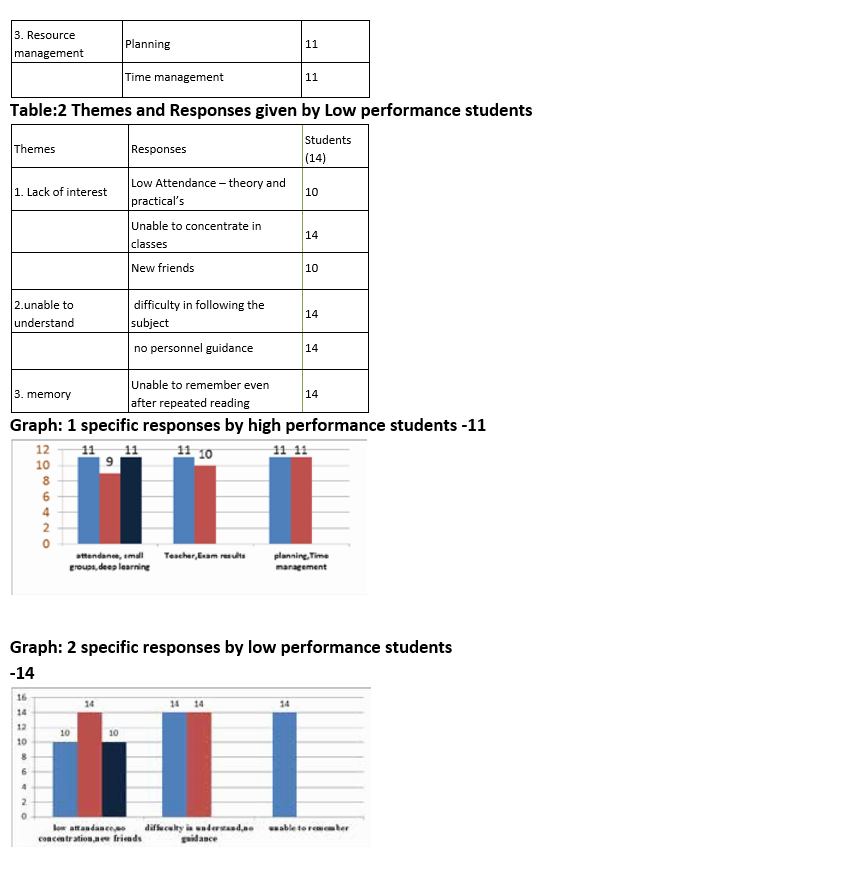 3. Resource
management
Planning
11
Time management
11
Table:2 Themes and Responses given by Low performance students
Themes
Responses
Students
(14)
1. Lack of interest
Low Attendance – theory and
practical's
10
Unable to concentrate in
classes
14
New friends
10
2.unable to
understand
difficulty in following the
subject
14
no personnel guidance
14
3. memory
Unable to remember even
after repeated reading
14
Graph: 1 specific responses by high performance students -11
12
10
8
6
4
2
0
11
9
11
11
10
11
11
attendance, small
groups, deep learning
Teacher,Exam results
planning,Time
management
Graph: 2 specific responses by low performance students
-14
16
14
12
10
8
6
4
2
0
10
14
10
14
14
14
low attandance,no
concentration,new friends
diffuculty in understand,no
guidance
unable to remember